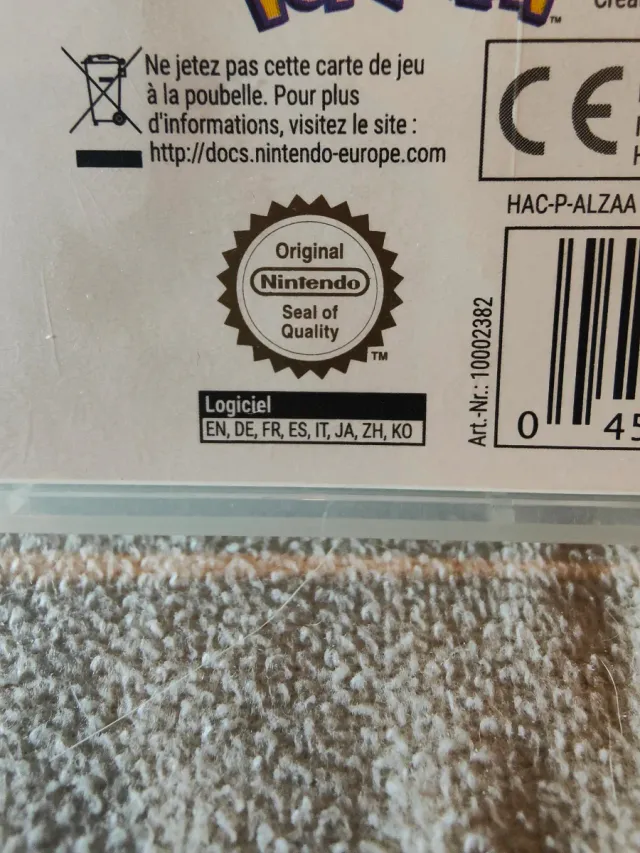 ™
Ne jetez pas cette carte de jeu
à la poubelle. Pour plus
d'informations, visitez le site :
http://docs.nintendo-europe.com
CE
HAC-P-ALZAA
Original
Nintendo
Seal of
Quality
™
Logiciel
EN, DE, FR, ES, IT, JA, ZH, KO
Art.-Nr.: 10002382
0 45